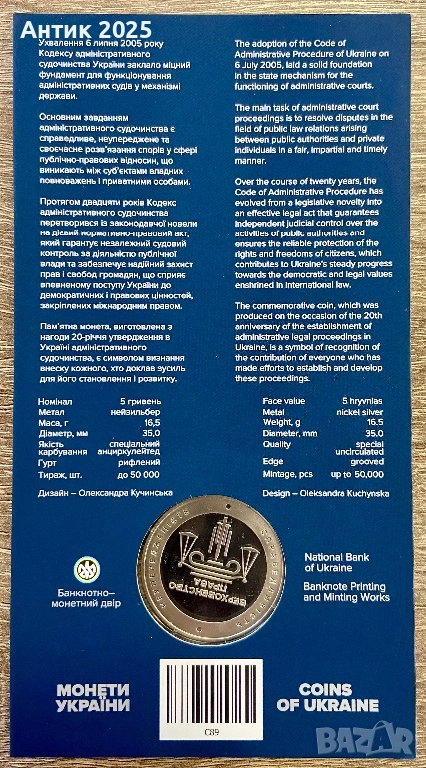 Антик 2025
Ухвалення 6 липня 2005 року
Кодексу адміністративного
судочинства України заклало міцний
фундамент для функціонування
адміністративних судів у механізмі
держави.
Основним завданням
адміністративного судочинства є
справедливе, неупереджене та
своєчасне розв'язання спорів у сфері
публічно-правових відносин, що
виникають між суб'єктами владних
повноважень і приватними особами.
Протягом двадцяти років Кодекс
адміністративного судочинства
перетворився із законодавчої новели
на дієвий нормативно-правовий акт,
який гарантує незалежний судовий
контроль за діяльністю публічної
влади та забезпечує надійний захист
прав і свобод громадян, що сприяє
впевненому поступу України до
демократичних і правових цінностей,
закріплених міжнародним правом.
Пам'ятна монета, виготовлена з
нагоди 20-річчя утвердження в
Україні адміністративного
судочинства, є символом визнання
внеску кожного, хто доклав зусиль
для його становлення і розвитку.
Номінал 5 гривень
Метал нейзильбер
Маса, г 16,5
Діаметр, мм 35,0
Якість спеціальний
карбування анциркулейтед
Гурт рифлений
Тираж, шт. до 50 000
Дизайн – Олександра Кучинська
The adoption of the Code of
Administrative Procedure of Ukraine on
6 July 2005, laid a solid foundation
in the state mechanism for the
functioning of administrative courts.
The main task of administrative court
proceedings is to resolve disputes in the
field of public law relations arising
between public authorities and private
individuals in a fair, impartial and timely
manner.
Over the course of twenty years, the
Code of Administrative Procedure has
evolved from a legislative novelty into
an effective legal act that guarantees
independent judicial control over the
activities of public authorities and
ensures the reliable protection of the
rights and freedoms of citizens, which
contributes to Ukraine's steady progress
towards the democratic and legal values
enshrined in international law.
The commemorative coin, which was
produced on the occasion of the 20th
anniversary of the establishment of
administrative legal proceedings in
Ukraine, is a symbol of recognition of
the contribution of everyone who has
made efforts to establish and develop
these proceedings.
Face value 5 hryvnias
Metal nickel silver
Weight, g 16.5
Diameter, mm 35.0
Quality special
uncirculated
Edge grooved
Mintage, pcs up to 50,000
Design – Oleksandra Kuchynska
ВЕРХОВЕНСТВО
ПРАВА
Банкнотно–
монетний двір
National Bank
of Ukraine
Banknote Printing
and Minting Works
МОНЕТИ
УКРАЇНИ
C89
COINS
OF UKRAINE
BAZAR